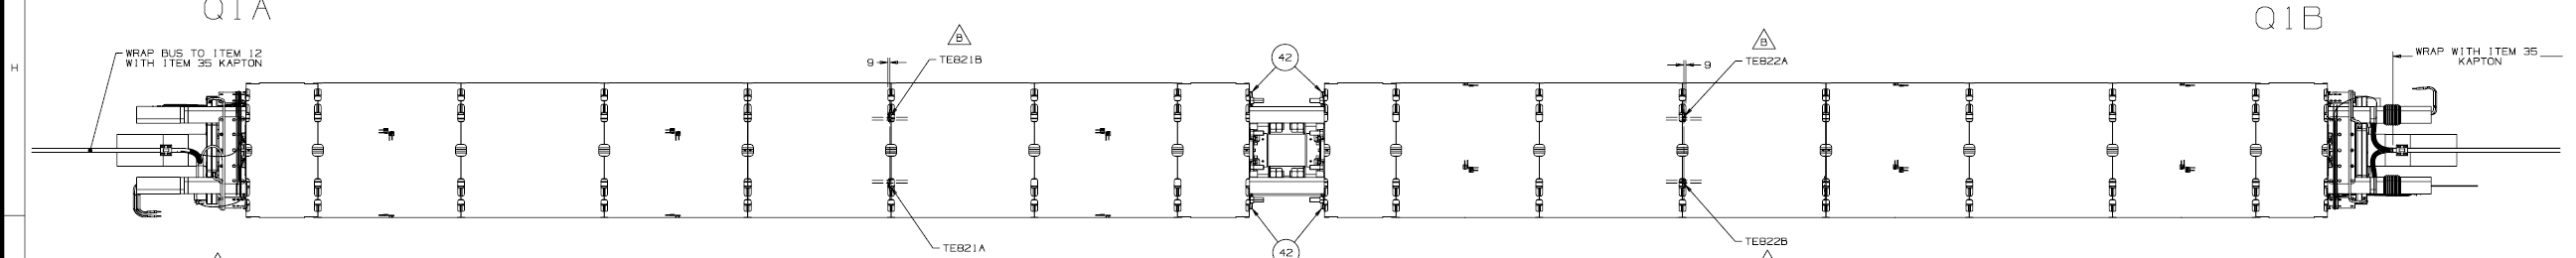 Q1A
Q1B
B
B
WRAP BUS TO ITEM 12
WITH ITEM 35 KAPTON
42
WRAP WITH ITEM 35
KAPTON
H
9
TE821B
TE822A
9
TE821A
TE822B
42